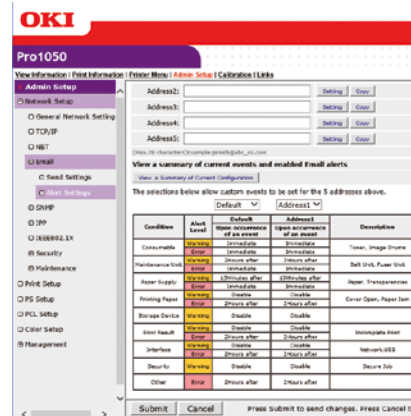 OKI
Pro1050
View Information | Print Information | Printer Menu | Admin Setup | Calibration | Links
Admin Setup
Network Setup
General Network Setting
TCP/IP
NBT
Email
Send Settings
Alert Settings
SNMP
IPP
IEEE802.1X
Security
Maintenance
Print Setup
PS Setup
PCL Setup
Color Setup
Management
Address2: Setting Copy
Address3: Setting Copy
Address4: Setting Copy
Address5: Setting Copy
View a summary of current events and enabled Email alerts
View a Summary of Current Configuration
The selections below allow custom events to be set for the 5 addresses above.
Default Address1
Condition Alert Level Default Upon occurrence of an event Address1 Upon occurrence of an event Description
Consumable Warning Immediate Immediate Toner, Image Drums
Error Immediate Immediate
Maintenance Unit Warning 2Hours after 2Hours after Belt Unit, Fuser Unit
Error Immediate Immediate
Paper Supply Warning 15Minutes after 15Minutes after Paper, Transparencies
Error Immediate Immediate
Printing Paper Warning Disable Disable Cover Open, Paper Jam
Error 2Hours after 2Hours after
Storage Device Warning Disable Disable
Print Result Warning Disable Disable Incomplete Print
Error 2Hours after 2Hours after
Interface Warning Disable Disable Network,USB
Error 2Hours after 2Hours after
Security Warning Disable Disable Secure Job
Other Error 2Hours after 2Hours after
Submit Cancel Press Submit to send changes. Press Cancel t